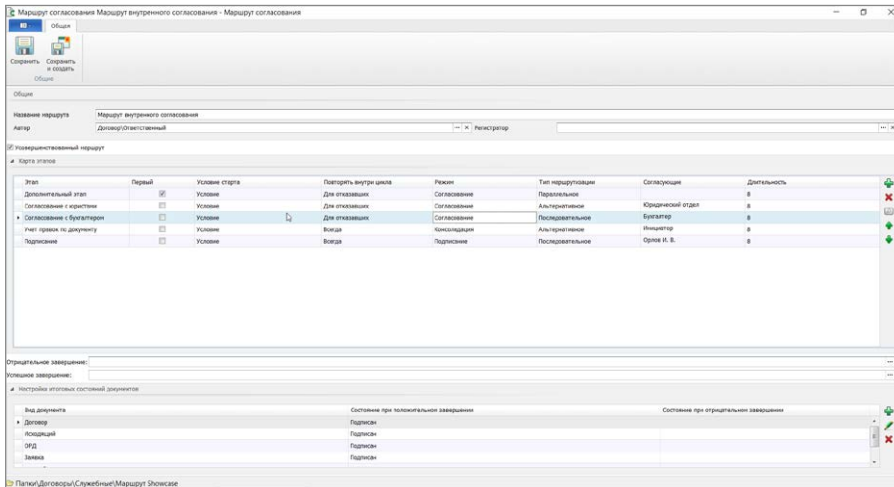 Маршрут согласования Маршрут внутреннего согласования - Маршрут согласования
Общая
Сохранить Сохранить и создать
Общие
Общие
Название маршрута Маршрут внутреннего согласования
Автор Договор\Ответственный Регистратор
Усовершенствованный маршрут
Карта этапов
Этап Первый Условие старта Повторять внутри цикла Режим Тип маршрутизации Согласующие Длительность
Дополнительный этап Условие Для отказавших Согласование Параллельное 8
Согласование с юристами Условие Для отказавших Согласование Альтернативное Юридический отдел 8
Согласование с бухгалтером Условие Для отказавших Согласование Последовательное Бухгалтер 8
Учет правок по документу Условие Всегда Консолидация Альтернативное Инициатор 8
Подписание Условие Всегда Подписание Последовательное Орлов И. В. 8
Отрицательное завершение:
Успешное завершение:
Настройки итоговых состояний документов
Вид документа Состояние при положительном завершении Состояние при отрицательном завершении
Договор Подписан
Исходящий Подписан
ОРД Подписан
Заявка Подписан
Папки\Договоры\Служебные\Маршрут Showcase